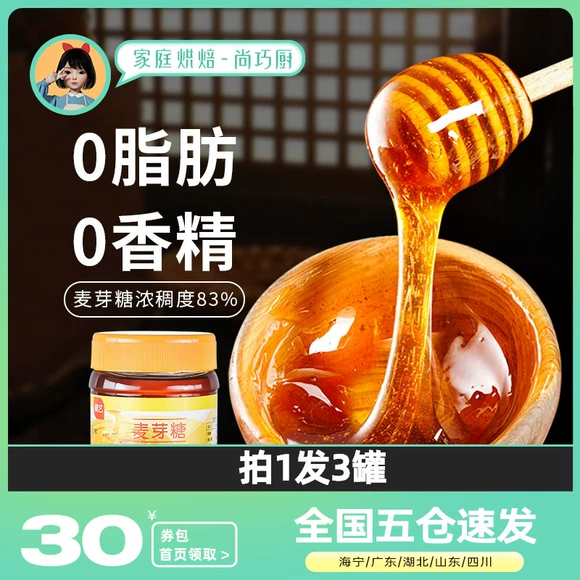 家庭烘焙-尚巧厨
0脂肪
0香精
麦芽糖浓稠度83%
麦芽糖
拍1发3罐
30¥
券包
首页领取>
全国五仓速发
海宁/广东/湖北/山东/四川